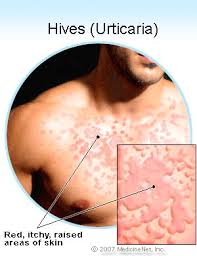 Hives (Urticaria)
Red, itchy, raised
areas of skin
© 2007 MedicineNet, Inc.